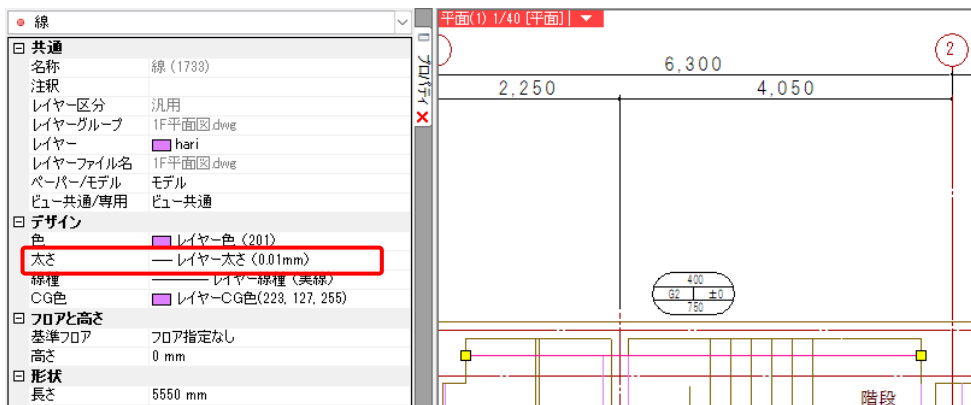 線
共通
名称 線 (1733)
注釈
レイヤー区分 汎用
レイヤーグループ 1F平面図.dwg
レイヤー hari
レイヤーファイル名 1F平面図.dwg
ペーパー/モデル モデル
ビュー共通/専用 ビュー共通
デザイン
色 レイヤー色 (201)
太さ レイヤー太さ (0.01mm)
線種 レイヤー線種 (実線)
CG色 レイヤーCG色(223, 127, 255)
フロアと高さ
基準フロア フロア指定なし
高さ 0 mm
形状
長さ 5550 mm
プロパティ
平面(1) 1/40 [平面]
2
6,300
2,250 4,050
400
G2 ±0
750
階段